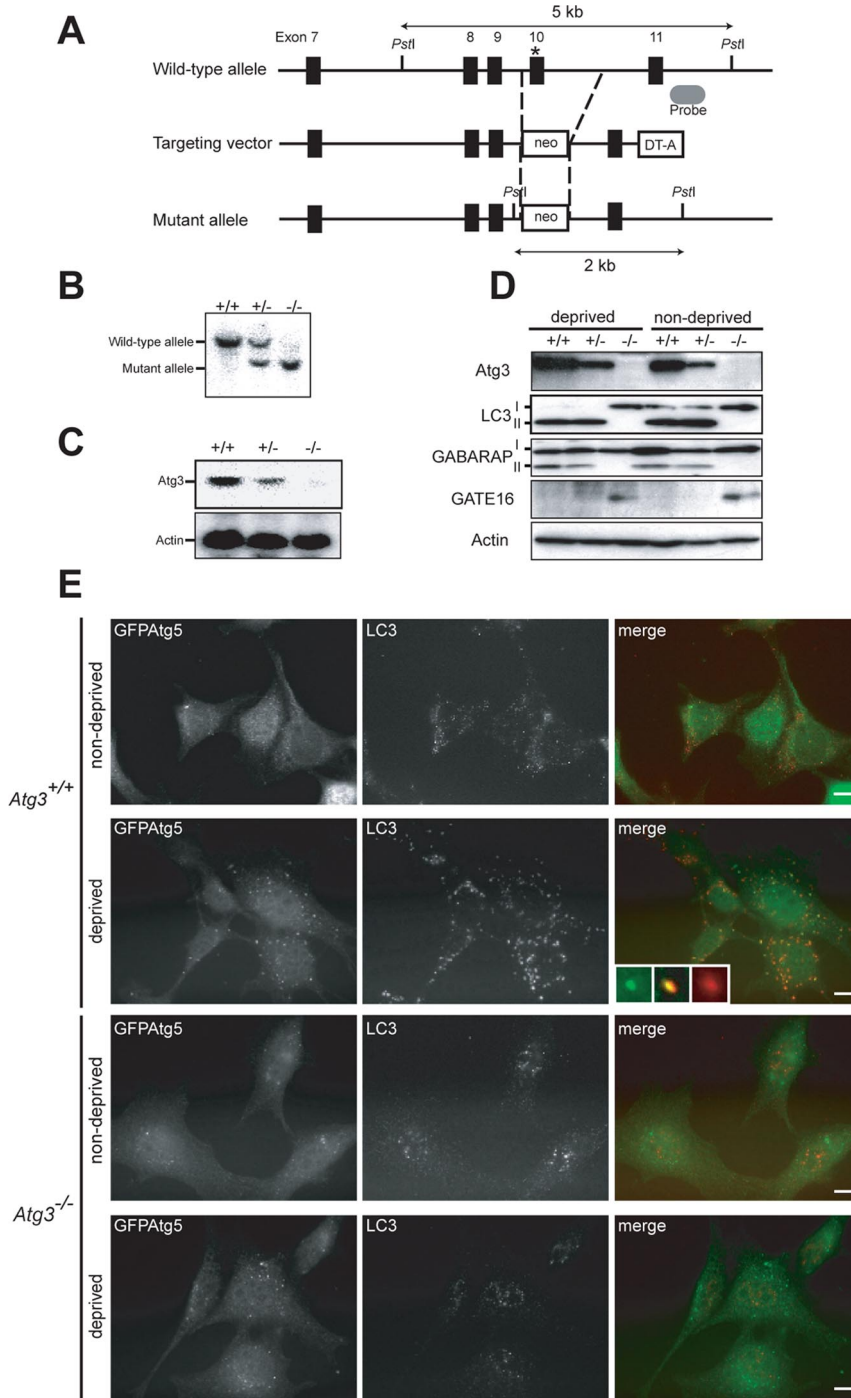 A
5 kb
Exon 7
PstI
8
9
10
*
11
PstI
Wild-type allele
Probe
Targeting vector
neo
DT-A
PstI
PstI
Mutant allele
neo
2 kb
B
+/+ +/- -/-
Wild-type allele
Mutant allele
C
+/+ +/- -/-
Atg3
Actin
D
deprived non-deprived
+/+ +/- -/- +/+ +/- -/-
Atg3
LC3 I
II
GABARAP I
II
GATE16
Actin
E
Atg3+/+
non-deprived
GFPAtg5 LC3 merge
deprived
GFPAtg5 LC3 merge
Atg3-/-
non-deprived
GFPAtg5 LC3 merge
deprived
GFPAtg5 LC3 merge